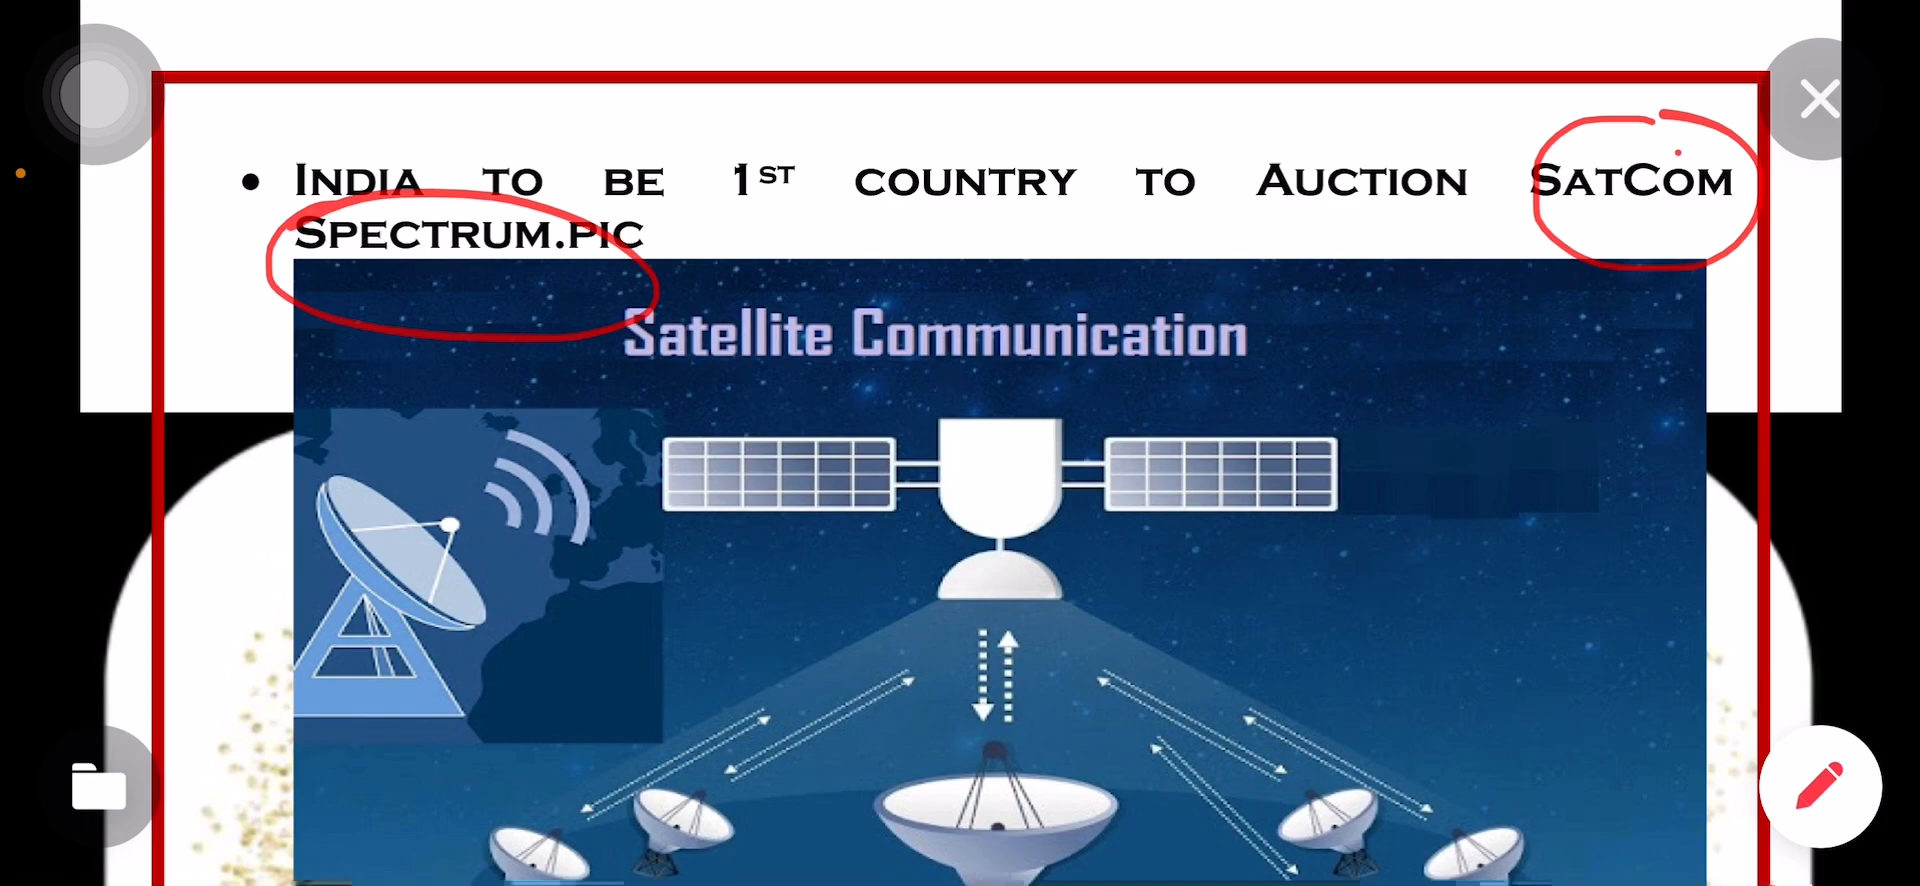 • India to be 1st country to Auction SatCom
Spectrum.pic
Satellite Communication